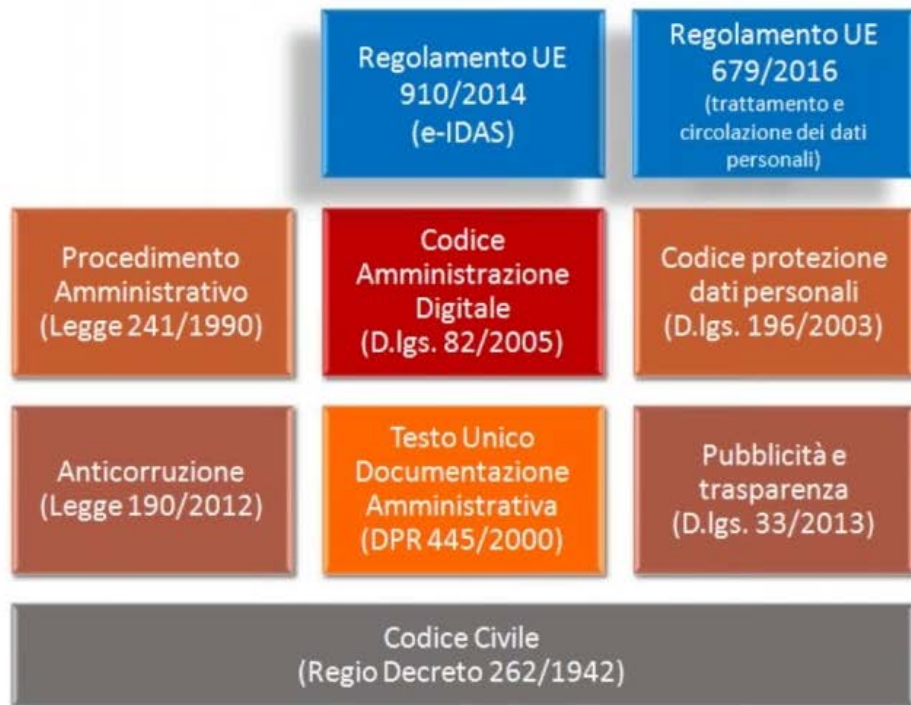 Regolamento UE
910/2014
(e-IDAS)
Regolamento UE
679/2016
(trattamento e
circolazione dei dati
personali)
Procedimento
Amministrativo
(Legge 241/1990)
Codice
Amministrazione
Digitale
(D.lgs. 82/2005)
Codice protezione
dati personali
(D.lgs. 196/2003)
Anticorruzione
(Legge 190/2012)
Testo Unico
Documentazione
Amministrativa
(DPR 445/2000)
Pubblicità e
trasparenza
(D.lgs. 33/2013)
Codice Civile
(Regio Decreto 262/1942)